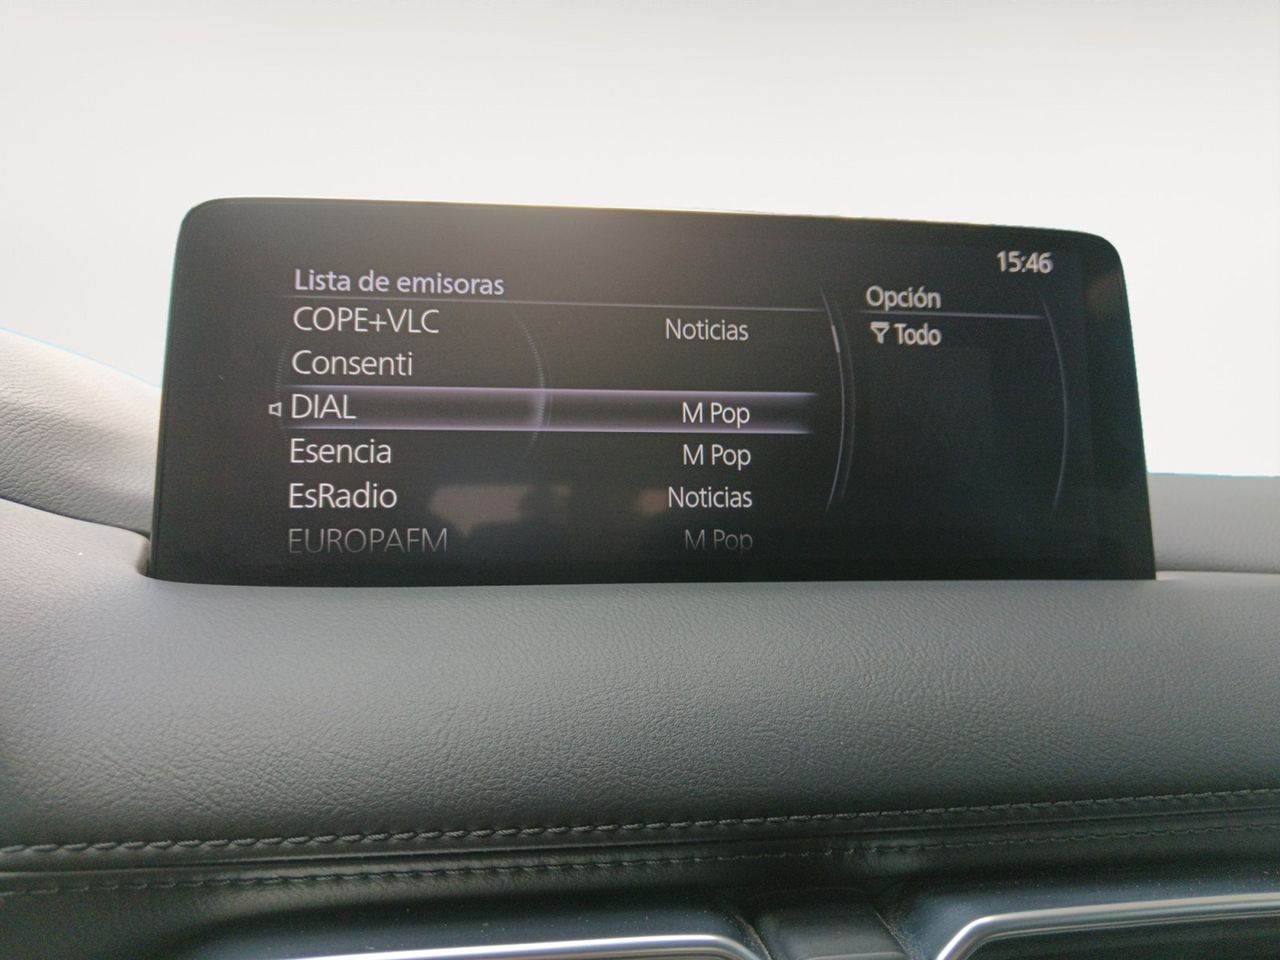 15:46
Lista de emisoras
Opción
COPE+VLC Noticias
Todo
Consenti
DIAL M Pop
Esencia M Pop
EsRadio Noticias
EUROPAFM M Pop